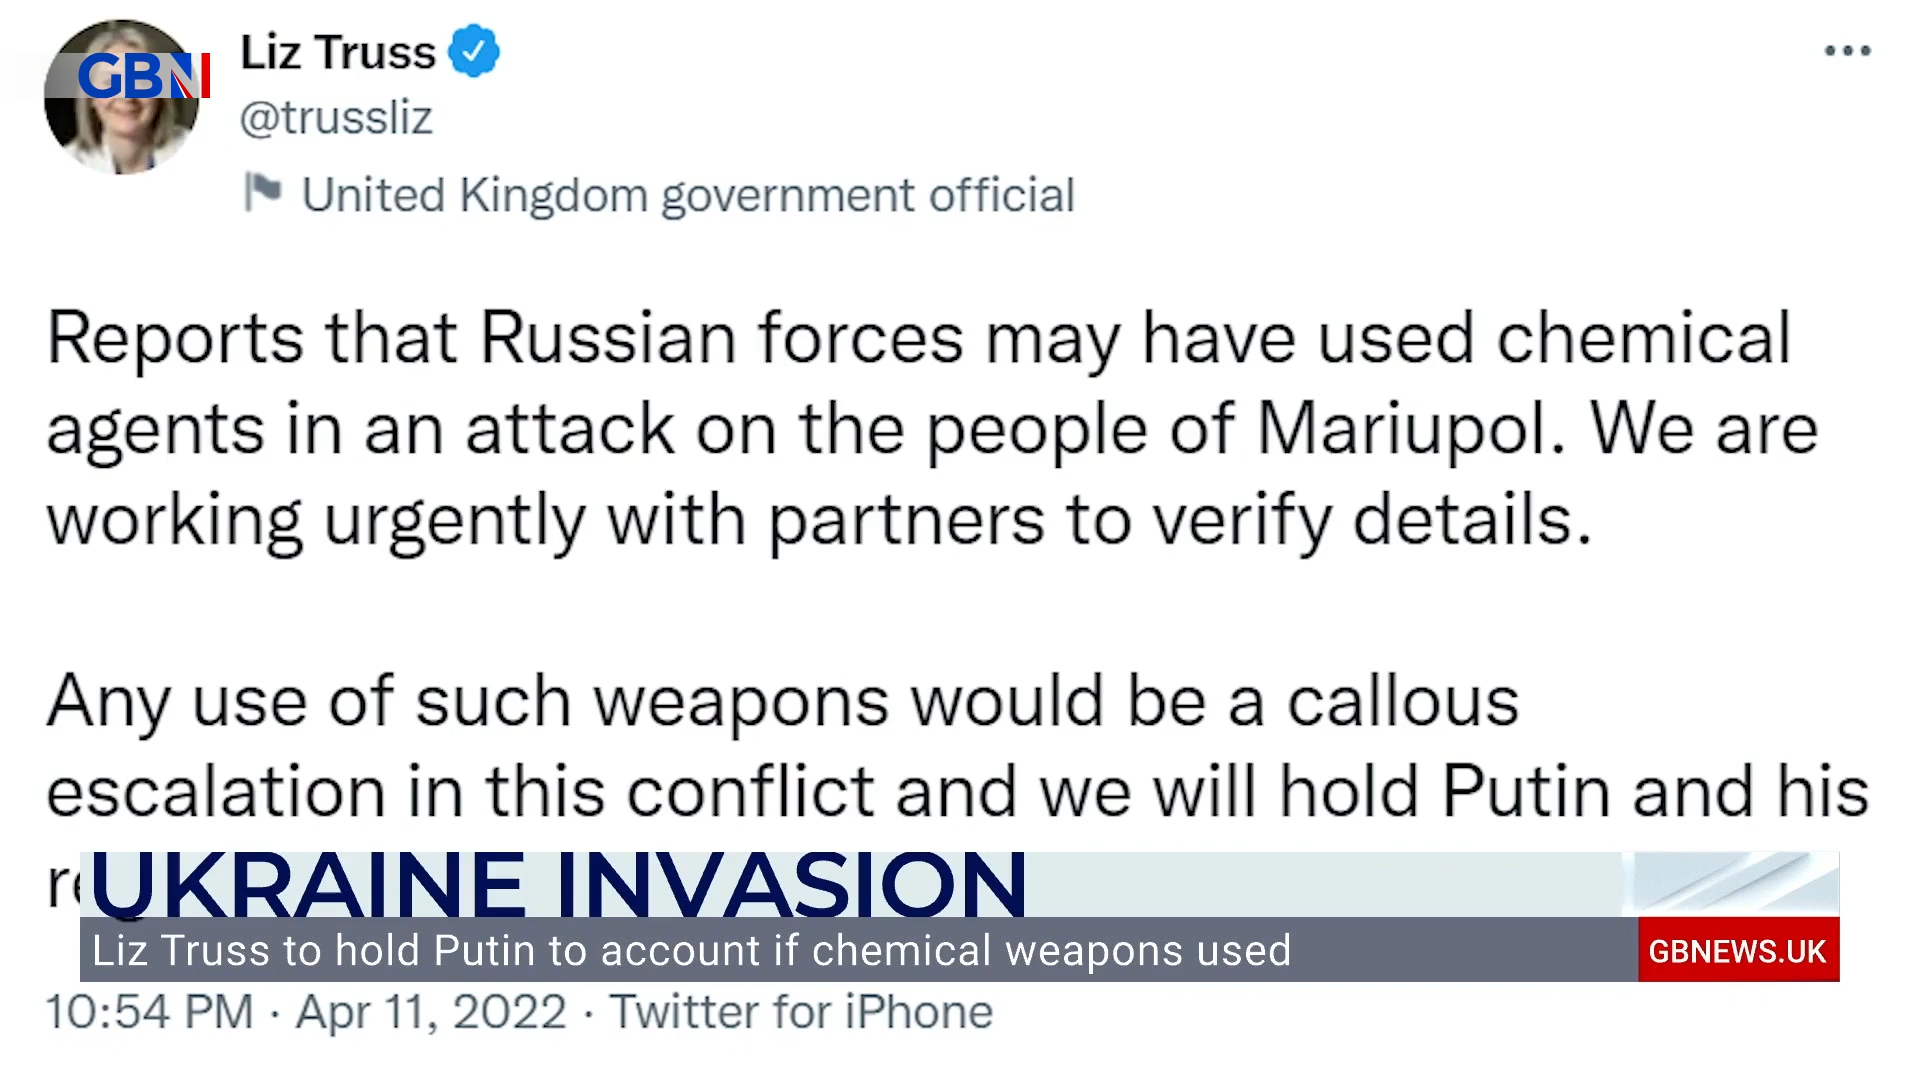 GBN
Liz Truss
@trussliz
United Kingdom government official
Reports that Russian forces may have used chemical
agents in an attack on the people of Mariupol. We are
working urgently with partners to verify details.
Any use of such weapons would be a callous
escalation in this conflict and we will hold Putin and his
UKRAINE INVASION
Liz Truss to hold Putin to account if chemical weapons used
GBNEWS.UK
10:54 PM · Apr 11, 2022 · Twitter for iPhone